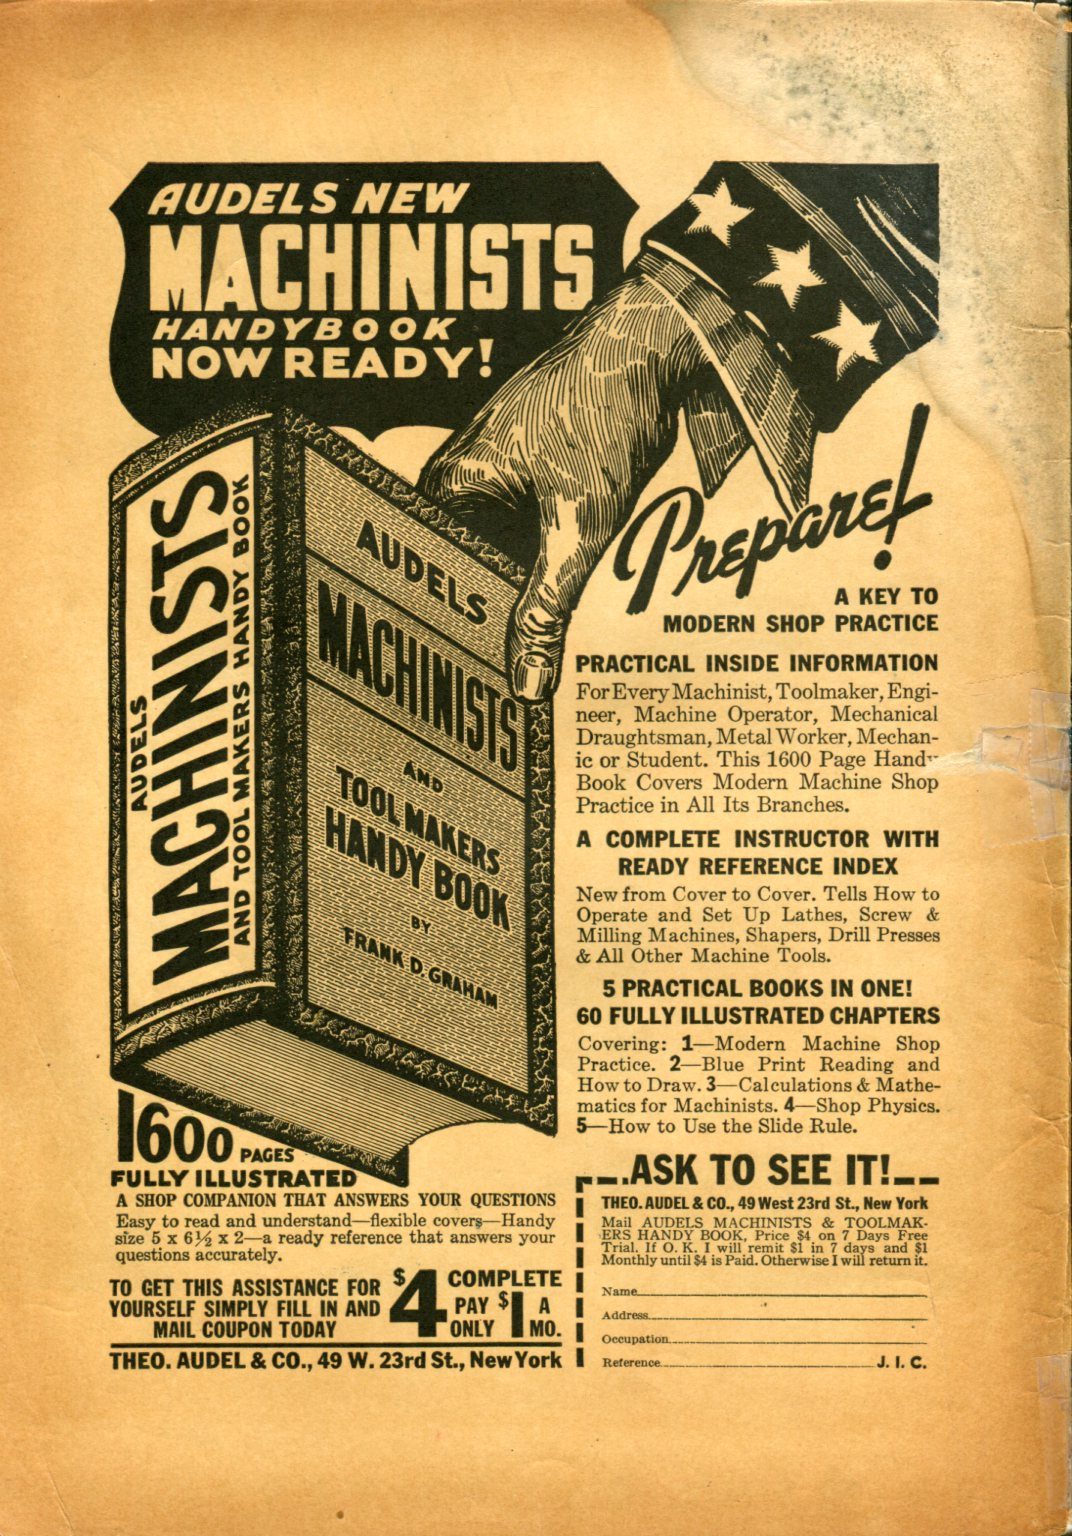 AUDELS NEW
MACHINISTS
HANDYBOOK
NOW READY!
AUDELS
MACHINISTS
AND TOOL MAKERS HANDY BOOK
AUDELS
MACHINISTS
AND
TOOL MAKERS
HANDY BOOK
BY
FRANK D. GRAHAM
1600 PAGES
FULLY ILLUSTRATED
A SHOP COMPANION THAT ANSWERS YOUR QUESTIONS
Easy to read and understand—flexible covers—Handy
size 5 x 6½ x 2—a ready reference that answers your
questions accurately.
TO GET THIS ASSISTANCE FOR
YOURSELF SIMPLY FILL IN AND
MAIL COUPON TODAY
$4 COMPLETE
PAY ONLY $1 A MO.
THEO. AUDEL & CO., 49 W. 23rd St., New York
Prepare!
A KEY TO
MODERN SHOP PRACTICE
PRACTICAL INSIDE INFORMATION
For Every Machinist, Toolmaker, Engi-
neer, Machine Operator, Mechanical
Draughtsman, Metal Worker, Mechan-
ic or Student. This 1600 Page Handy
Book Covers Modern Machine Shop
Practice in All Its Branches.
A COMPLETE INSTRUCTOR WITH
READY REFERENCE INDEX
New from Cover to Cover. Tells How to
Operate and Set Up Lathes, Screw &
Milling Machines, Shapers, Drill Presses
& All Other Machine Tools.
5 PRACTICAL BOOKS IN ONE!
60 FULLY ILLUSTRATED CHAPTERS
Covering: 1—Modern Machine Shop
Practice. 2—Blue Print Reading and
How to Draw. 3—Calculations & Mathe-
matics for Machinists. 4—Shop Physics.
5—How to Use the Slide Rule.
ASK TO SEE IT!
THEO. AUDEL & CO., 49 West 23rd St., New York
Mail AUDELS MACHINISTS & TOOLMAK-
ERS HANDY BOOK, Price $4 on 7 Days Free
Trial. If O. K. I will remit $1 in 7 days and $1
Monthly until $4 is Paid. Otherwise I will return it.
Name
Address
Occupation
Reference J. I. C.